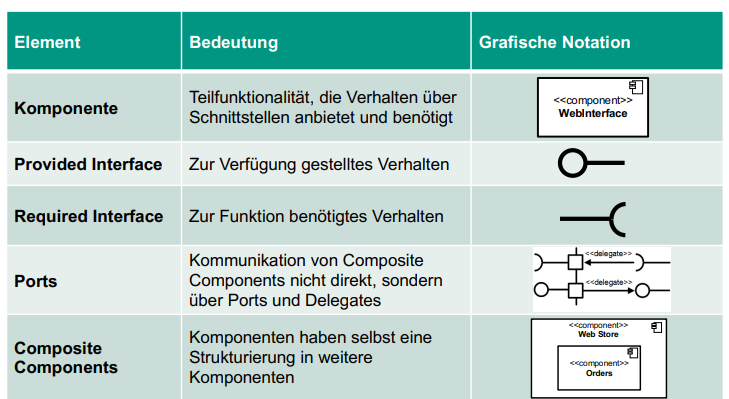 Element Bedeutung Grafische Notation
Komponente
Teilfunktionalität, die Verhalten über
Schnittstellen anbietet und benötigt
<<component>>
WebInterface
Provided Interface Zur Verfügung gestelltes Verhalten
Required Interface Zur Funktion benötigtes Verhalten
Ports
Kommunikation von Composite
Components nicht direkt, sondern
über Ports und Delegates
<<delegate>>
<<delegate>>
Composite
Components
Komponenten haben selbst eine
Strukturierung in weitere
Komponenten
<<component>>
Web Store
<<component>>
Orders